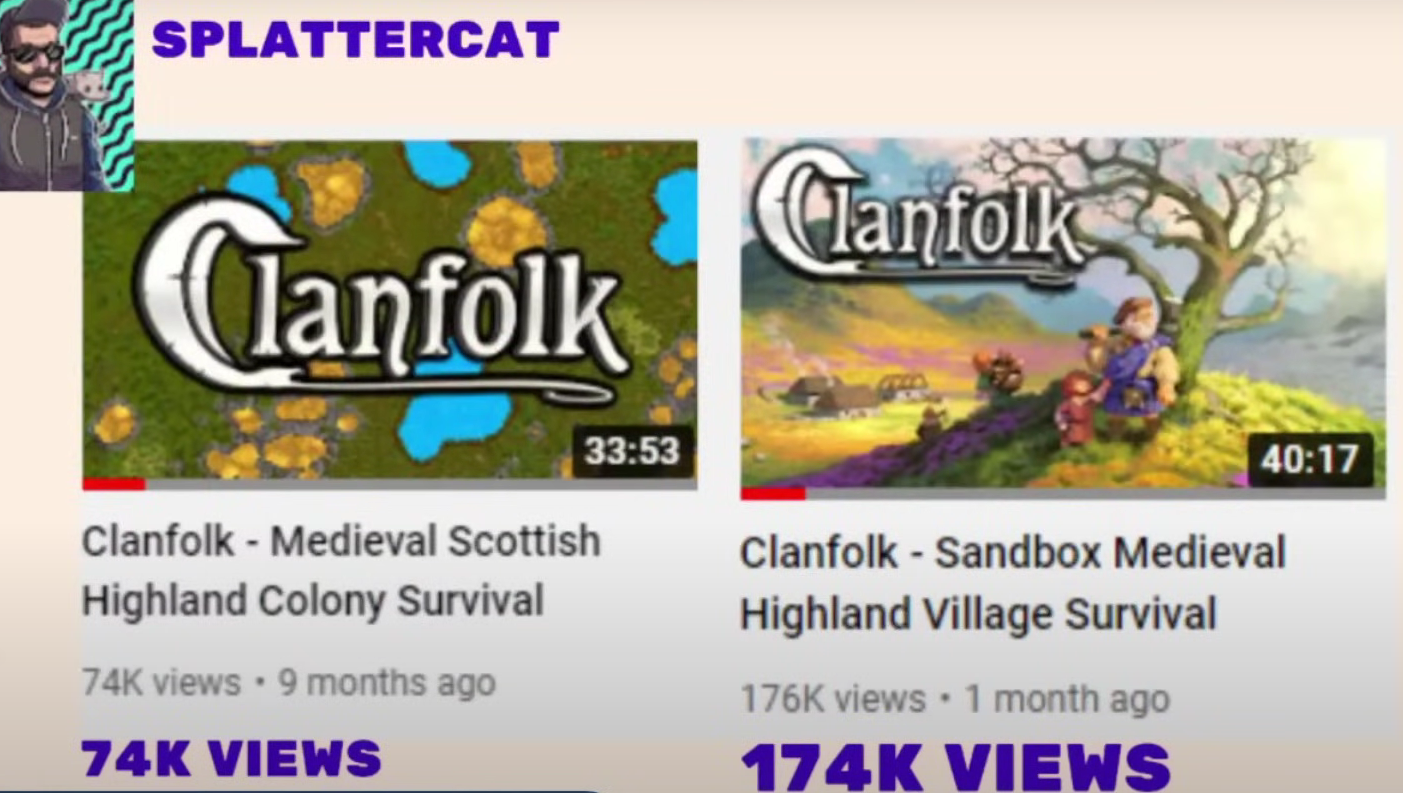 SPLATTERCAT
Clanfolk
33:53
Clanfolk - Medieval Scottish
Highland Colony Survival
74K views • 9 months ago
74K VIEWS
Clanfolk
40:17
Clanfolk - Sandbox Medieval
Highland Village Survival
176K views • 1 month ago
174K VIEWS